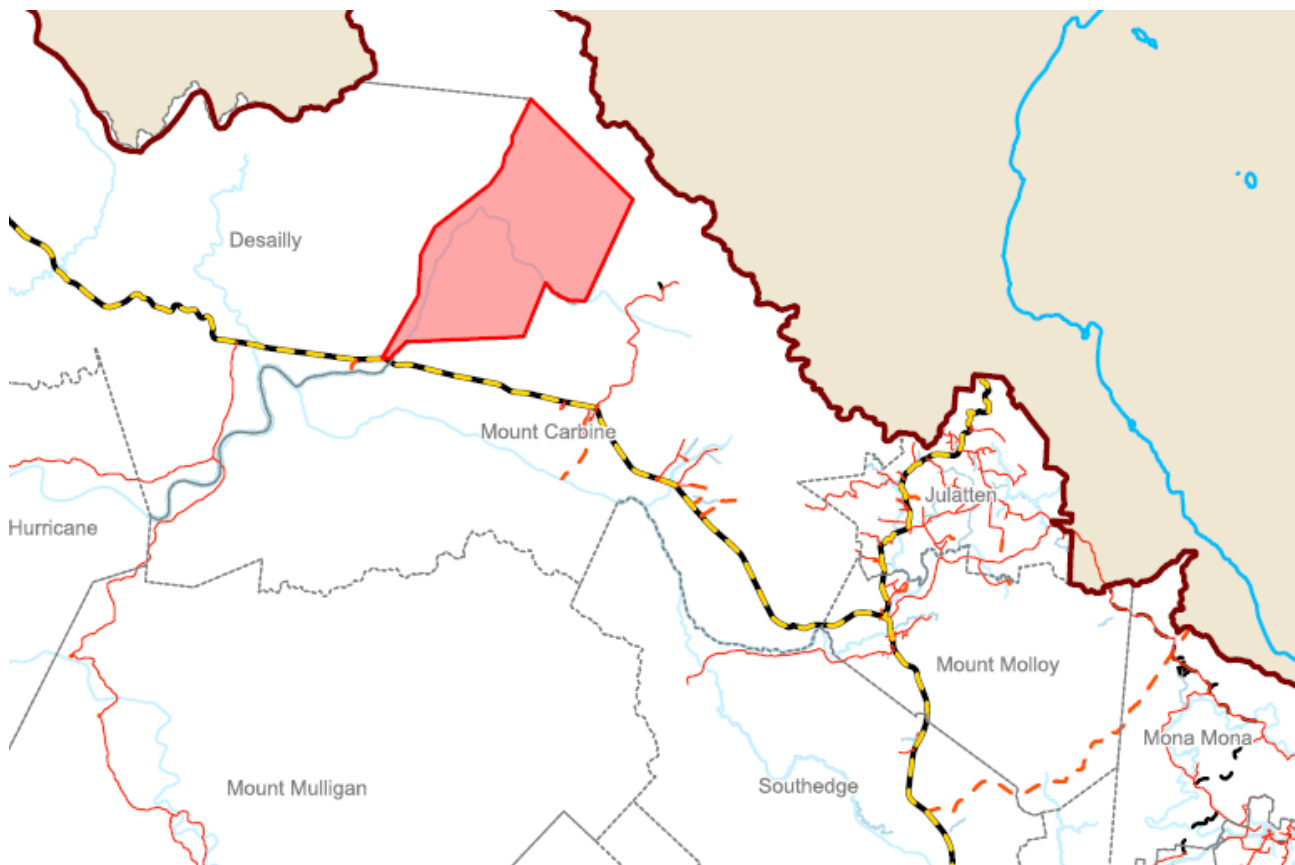 Desailly
Mount Carbine
Julatten
Hurricane
Mount Molloy
Mona Mona
Mount Mulligan
Southedge